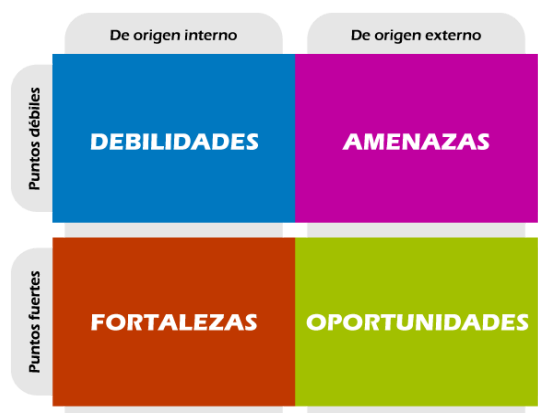 De origen interno
De origen externo
Puntos débiles
DEBILIDADES
AMENAZAS
Puntos fuertes
FORTALEZAS
OPORTUNIDADES